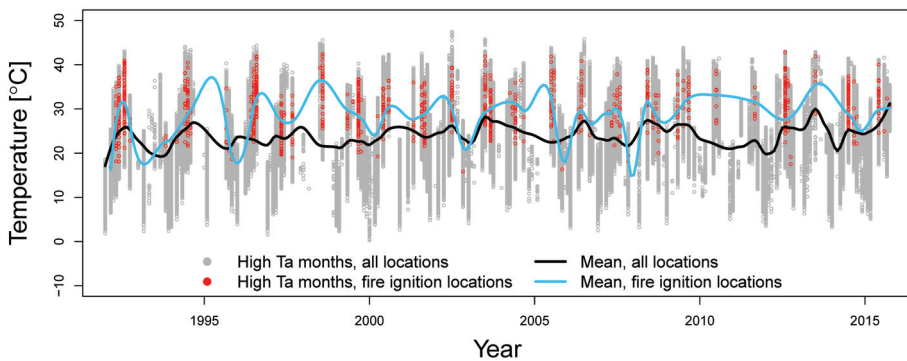 50
40
30
20
10
0
−10
Temperature [°C]
High Ta months, all locations
High Ta months, fire ignition locations
Mean, all locations
Mean, fire ignition locations
1995
2000
2005
2010
2015
Year